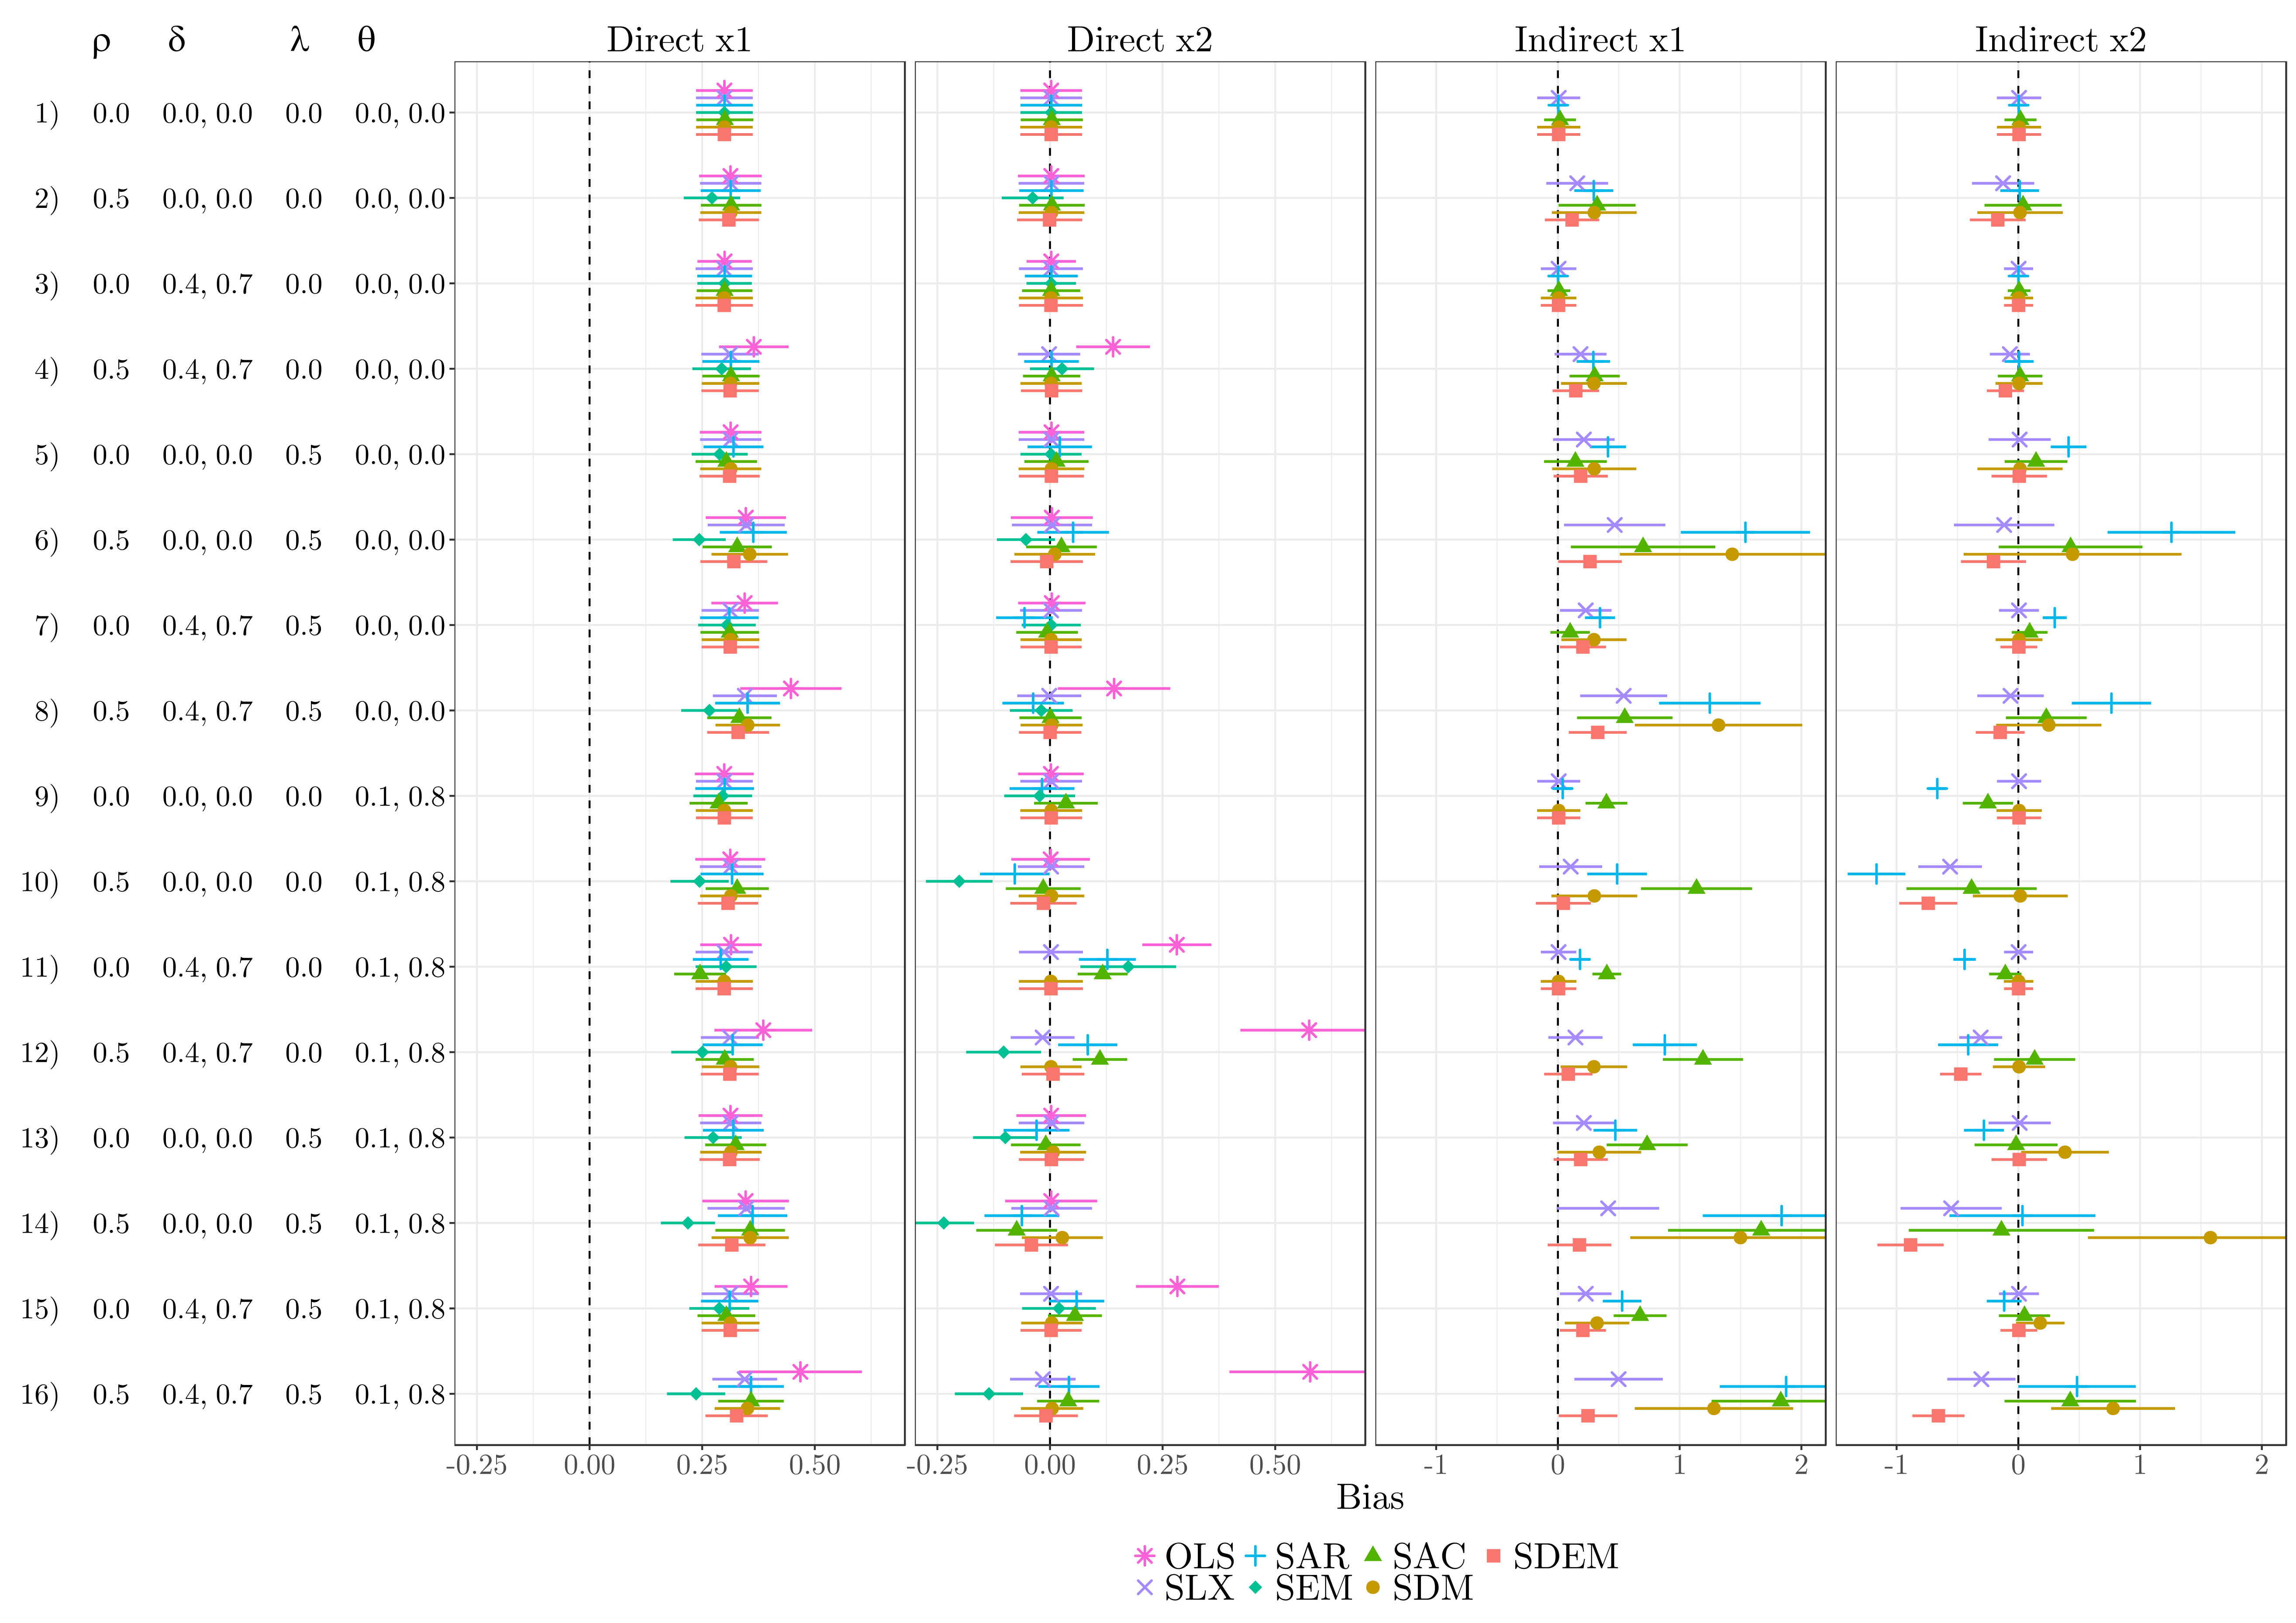 ρ δ λ θ Direct x1 Direct x2 Indirect x1 Indirect x2
1) 0.0 0.0, 0.0 0.0 0.0, 0.0
2) 0.5 0.0, 0.0 0.0 0.0, 0.0
3) 0.0 0.4, 0.7 0.0 0.0, 0.0
4) 0.5 0.4, 0.7 0.0 0.0, 0.0
5) 0.0 0.0, 0.0 0.5 0.0, 0.0
6) 0.5 0.0, 0.0 0.5 0.0, 0.0
7) 0.0 0.4, 0.7 0.5 0.0, 0.0
8) 0.5 0.4, 0.7 0.5 0.0, 0.0
9) 0.0 0.0, 0.0 0.0 0.1, 0.8
10) 0.5 0.0, 0.0 0.0 0.1, 0.8
11) 0.0 0.4, 0.7 0.0 0.1, 0.8
12) 0.5 0.4, 0.7 0.0 0.1, 0.8
13) 0.0 0.0, 0.0 0.5 0.1, 0.8
14) 0.5 0.0, 0.0 0.5 0.1, 0.8
15) 0.0 0.4, 0.7 0.5 0.1, 0.8
16) 0.5 0.4, 0.7 0.5 0.1, 0.8
-0.25 0.00 0.25 0.50 -0.25 0.00 0.25 0.50 -1 0 1 2 -1 0 1 2
Bias
OLS SAR SAC SDEM
SLX SEM SDM